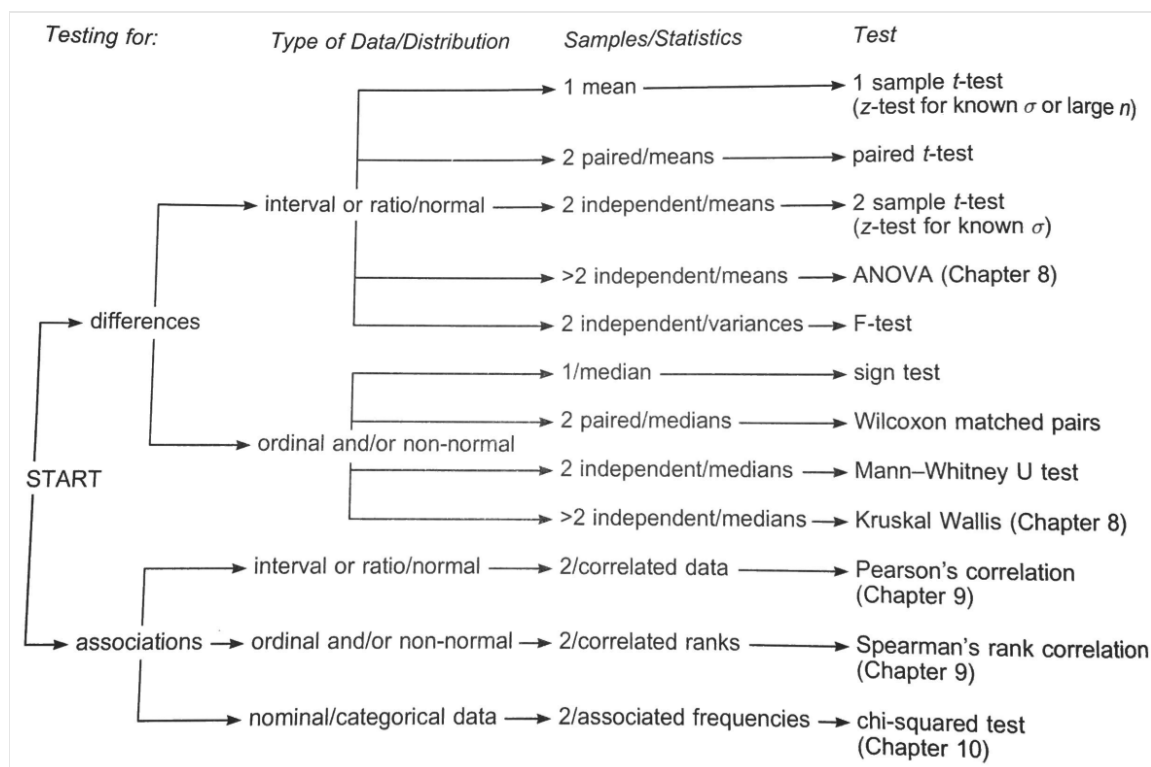 Testing for: Type of Data/Distribution Samples/Statistics Test
1 mean 1 sample t-test
(z-test for known σ or large n)
2 paired/means paired t-test
interval or ratio/normal 2 independent/means 2 sample t-test
(z-test for known σ)
>2 independent/means ANOVA (Chapter 8)
differences 2 independent/variances F-test
1/median sign test
2 paired/medians Wilcoxon matched pairs
ordinal and/or non-normal
START 2 independent/medians Mann–Whitney U test
>2 independent/medians Kruskal Wallis (Chapter 8)
interval or ratio/normal 2/correlated data Pearson's correlation
(Chapter 9)
associations ordinal and/or non-normal 2/correlated ranks Spearman's rank correlation
(Chapter 9)
nominal/categorical data 2/associated frequencies chi-squared test
(Chapter 10)